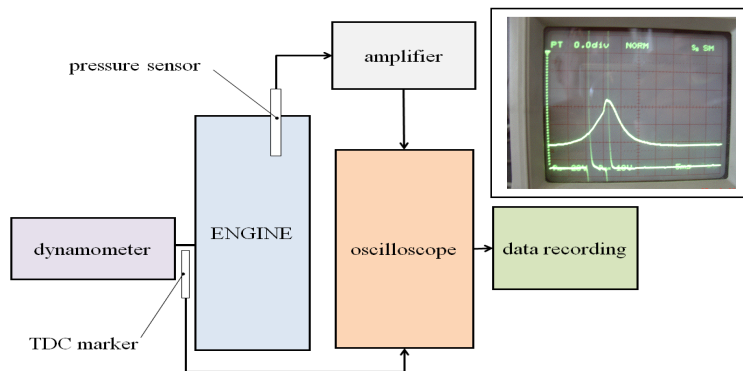 pressure sensor
amplifier
PT 0.0div NORM
ENGINE
dynamometer
oscilloscope
data recording
TDC marker